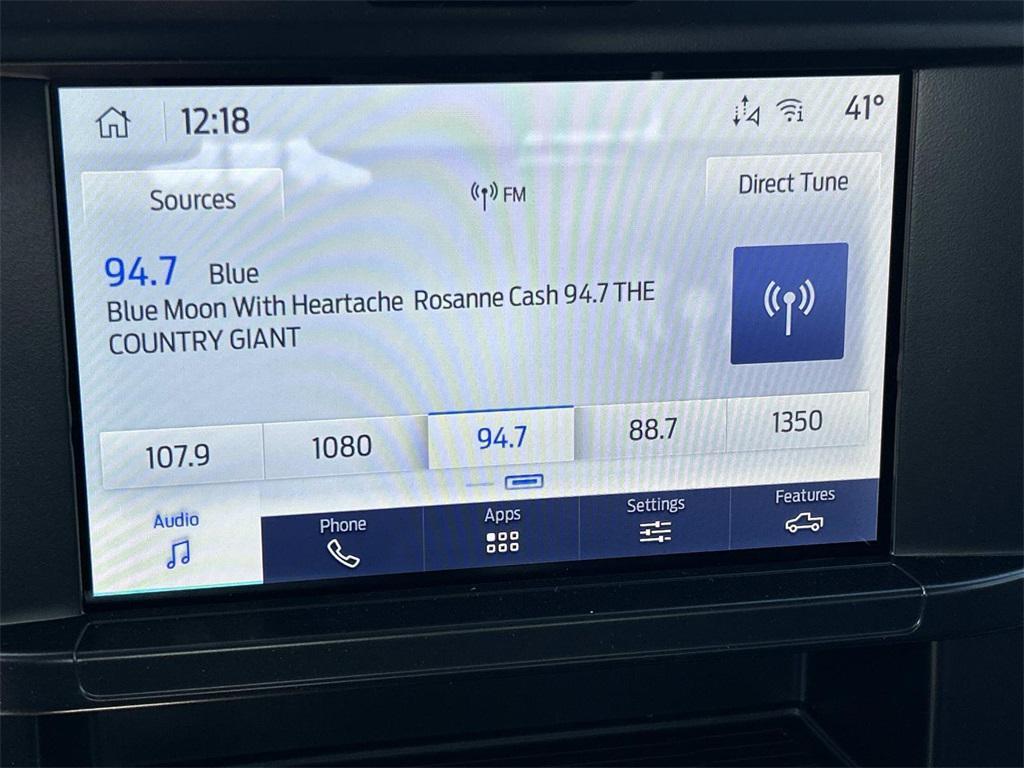 12:18
41°
Sources
FM
Direct Tune
94.7 Blue
Blue Moon With Heartache Rosanne Cash 94.7 THE
COUNTRY GIANT
107.9 1080 94.7 88.7 1350
Audio Phone Apps Settings Features